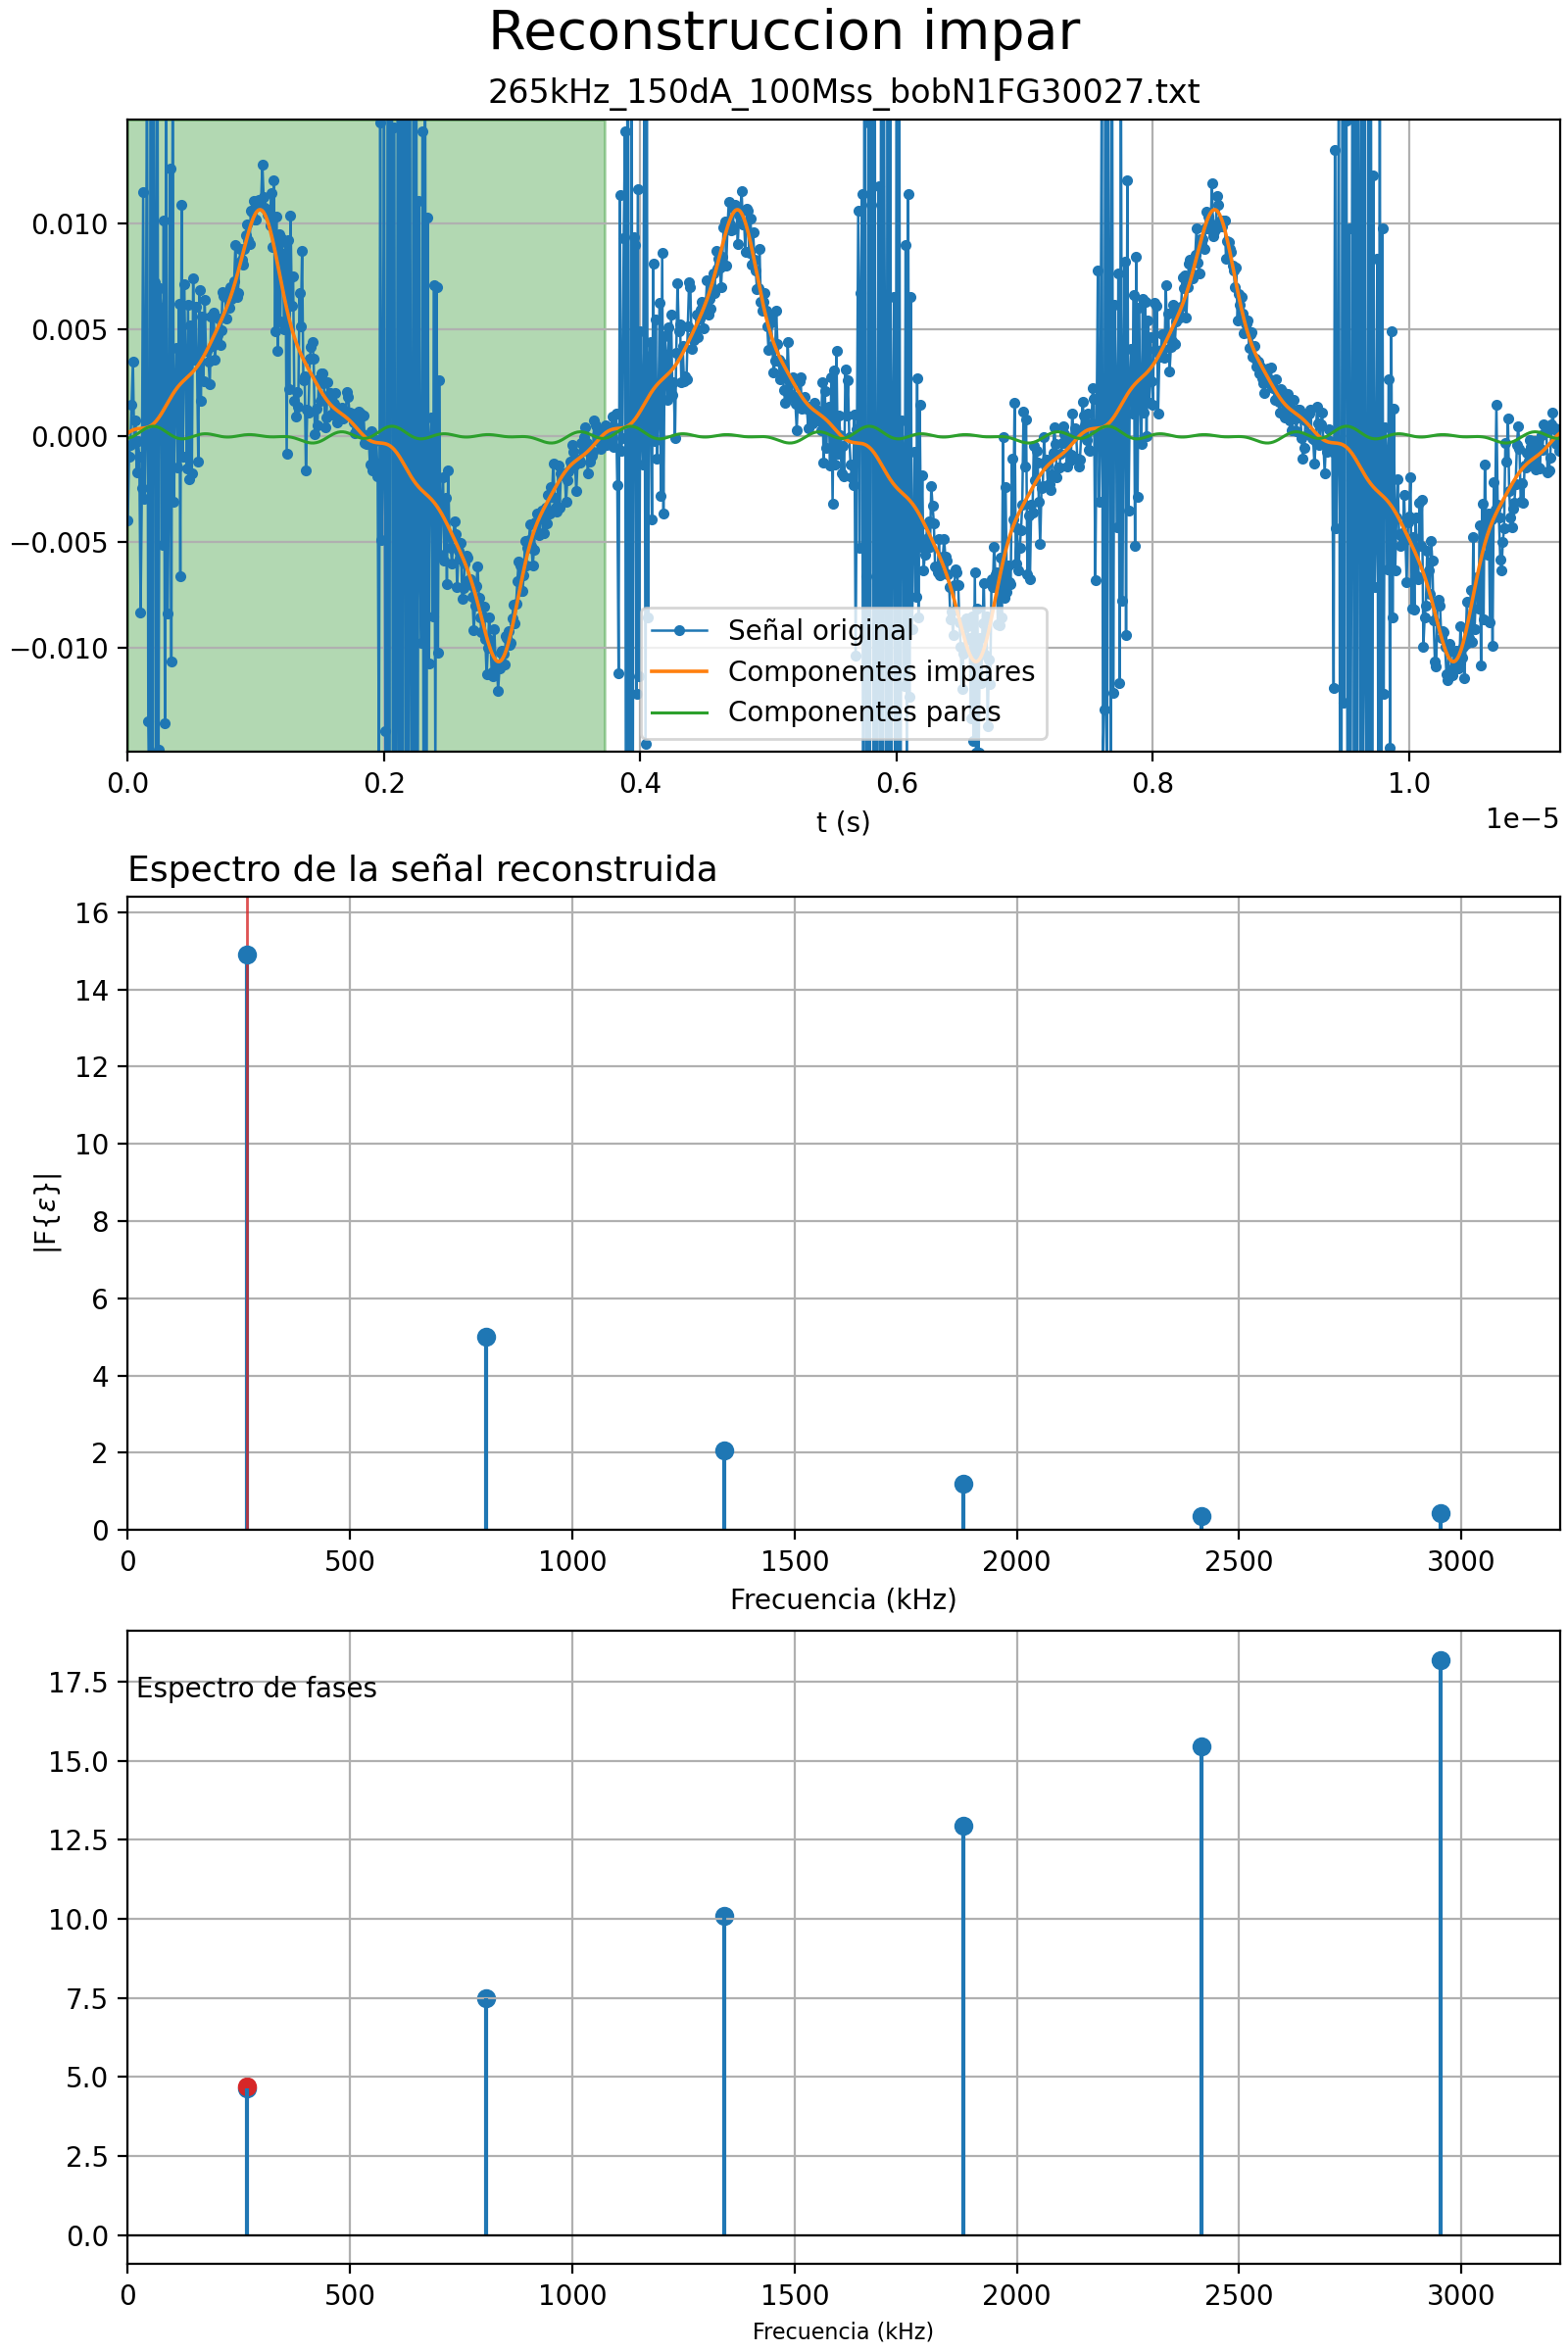 Reconstruccion impar
265kHz_150dA_100Mss_bobN1FG30027.txt
0.010
0.005
0.000
−0.005
−0.010
Señal original
Componentes impares
Componentes pares
0.0 0.2 0.4 0.6 0.8 1.0
t (s)
1e−5
Espectro de la señal reconstruida
16
14
12
10
8
6
4
2
0
|F{ε}|
0 500 1000 1500 2000 2500 3000
Frecuencia (kHz)
Espectro de fases
17.5
15.0
12.5
10.0
7.5
5.0
2.5
0.0
0 500 1000 1500 2000 2500 3000
Frecuencia (kHz)